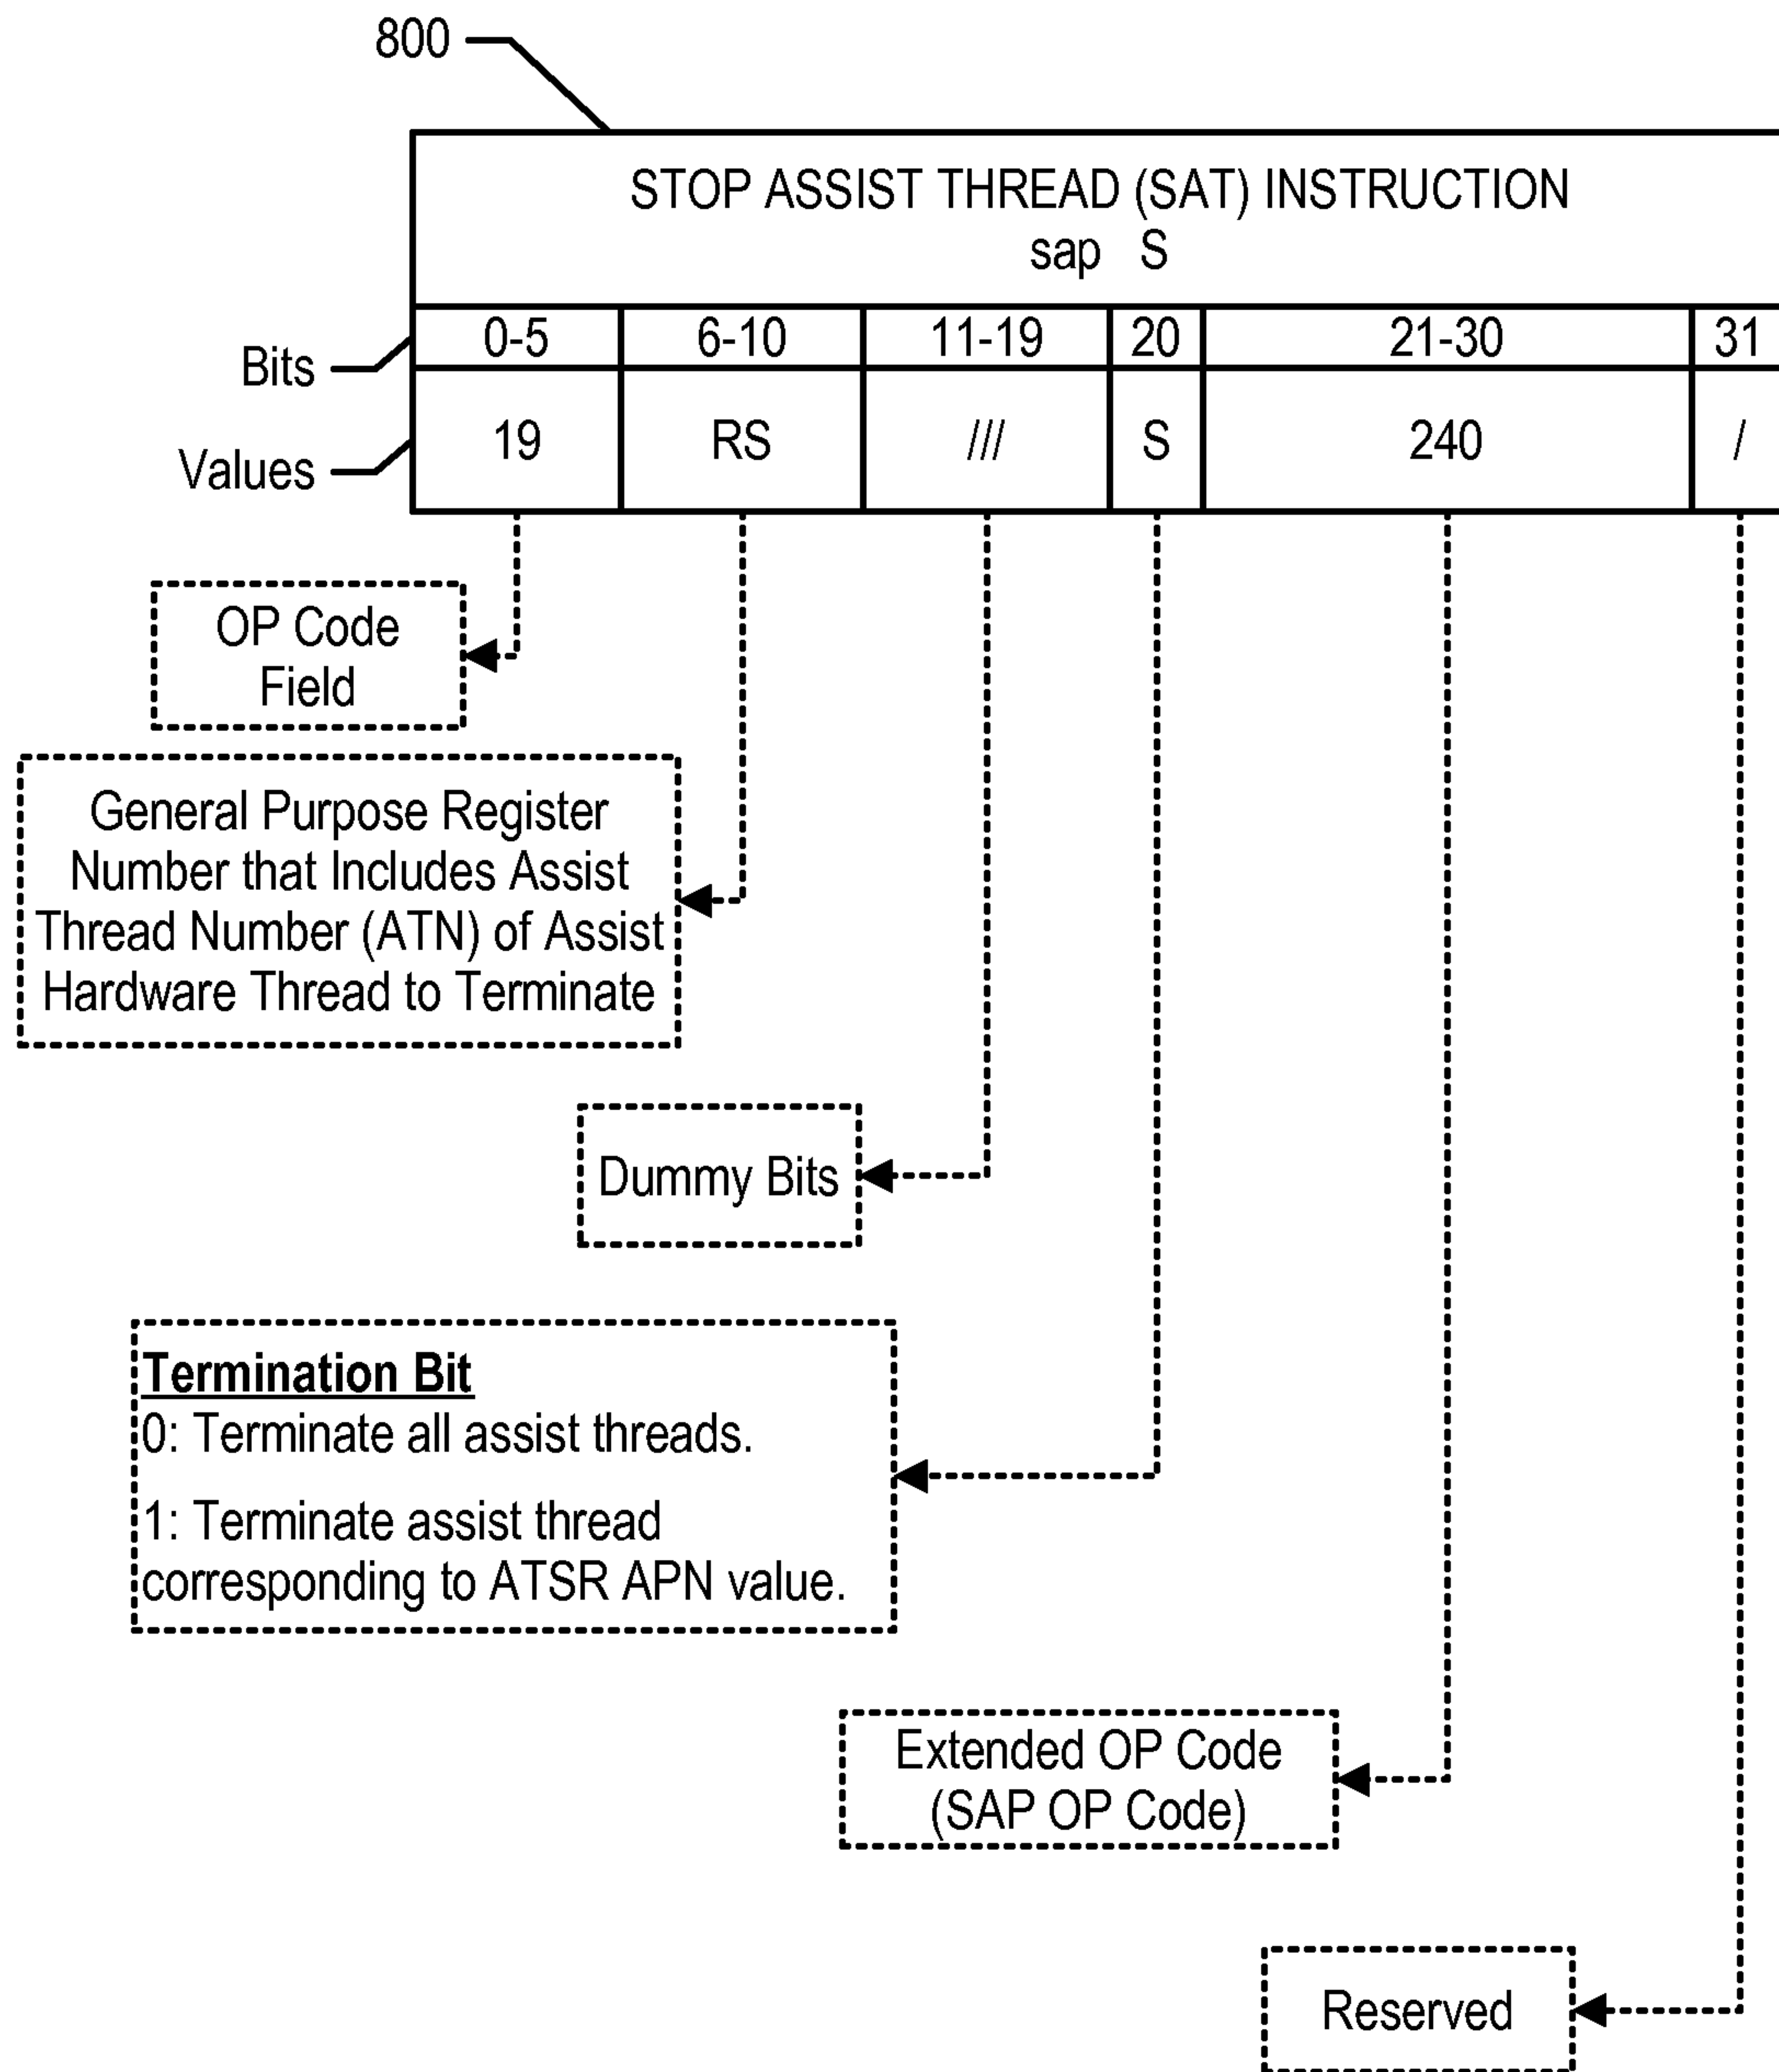 800
STOP ASSIST THREAD (SAT) INSTRUCTION
sap S
Bits
0-5 6-10 11-19 20 21-30 31
Values
19 RS /// S 240 /
OP Code
Field
General Purpose Register
Number that Includes Assist
Thread Number (ATN) of Assist
Hardware Thread to Terminate
Dummy Bits
Termination Bit
0: Terminate all assist threads.
1: Terminate assist thread
corresponding to ATSR APN value.
Extended OP Code
(SAP OP Code)
Reserved